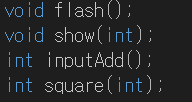 void flash();
void show(int);
int inputAdd();
int square(int);